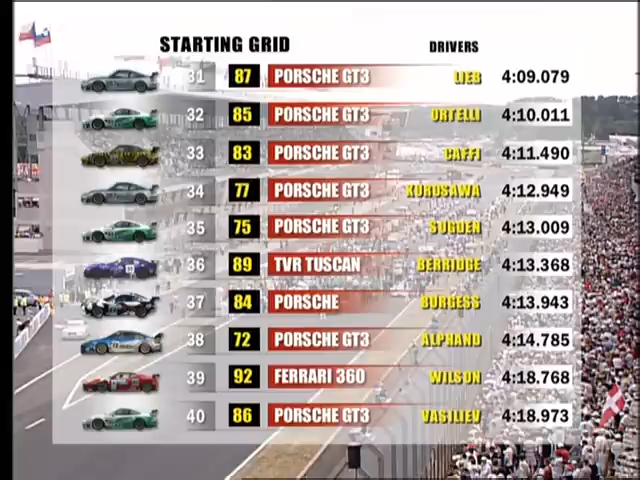 STARTING GRID DRIVERS
31 87 PORSCHE GT3 LIEB 4:09.079
32 85 PORSCHE GT3 ORTELLI 4:10.011
33 83 PORSCHE GT3 CAFFI 4:11.490
34 77 PORSCHE GT3 KUROSAWA 4:12.949
35 75 PORSCHE GT3 SUGDEN 4:13.009
36 89 TVR TUSCAN BERRIDGE 4:13.368
37 84 PORSCHE BURGESS 4:13.943
38 72 PORSCHE GT3 ALPHAND 4:14.785
39 92 FERRARI 360 WILSON 4:18.768
40 86 PORSCHE GT3 VASILIEV 4:18.973